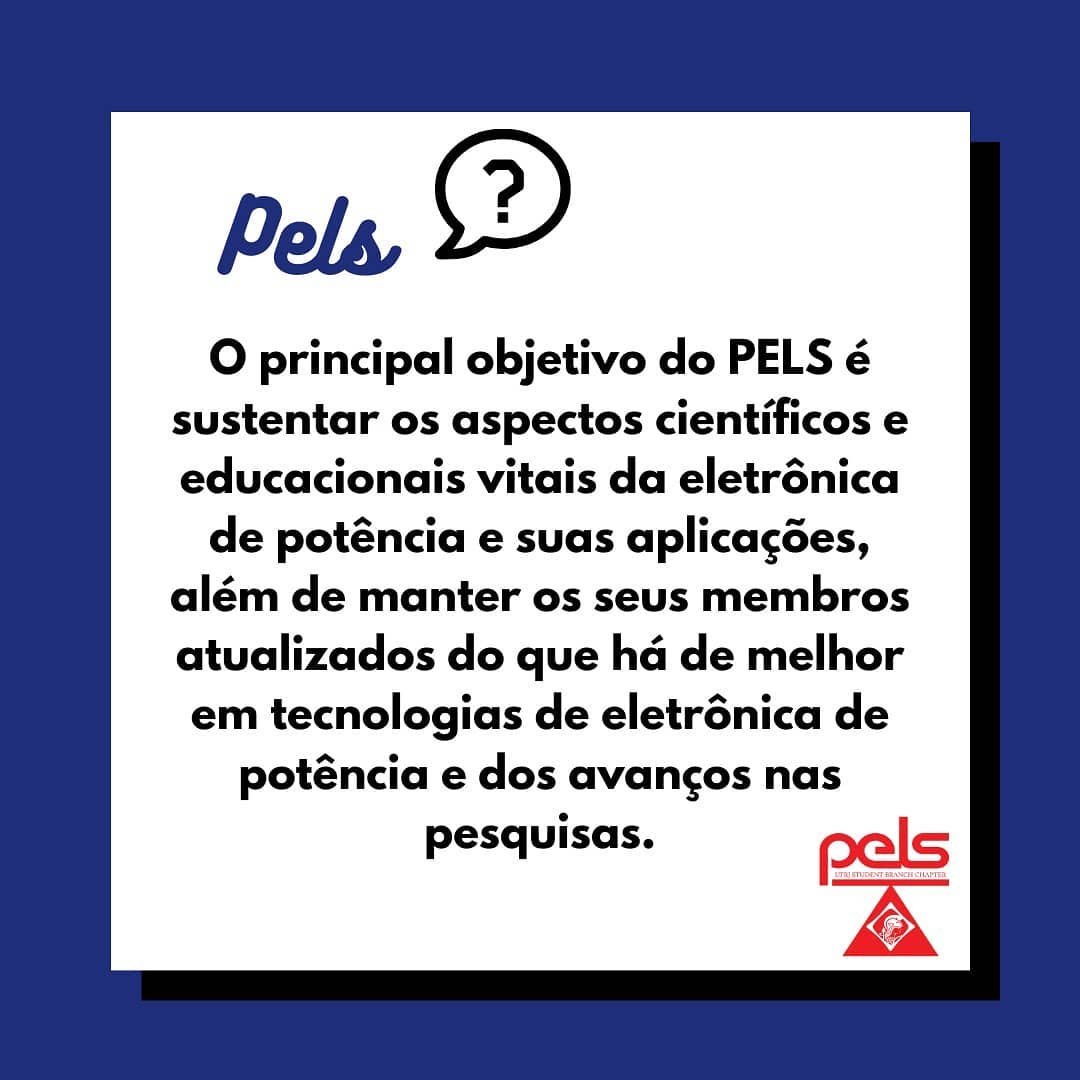 Pels
?
O principal objetivo do PELS é
sustentar os aspectos científicos e
educacionais vitais da eletrônica
de potência e suas aplicações,
além de manter os seus membros
atualizados do que há de melhor
em tecnologias de eletrônica de
potência e dos avanços nas
pesquisas.
pels
UFRJ STUDENT BRANCH CHAPTER